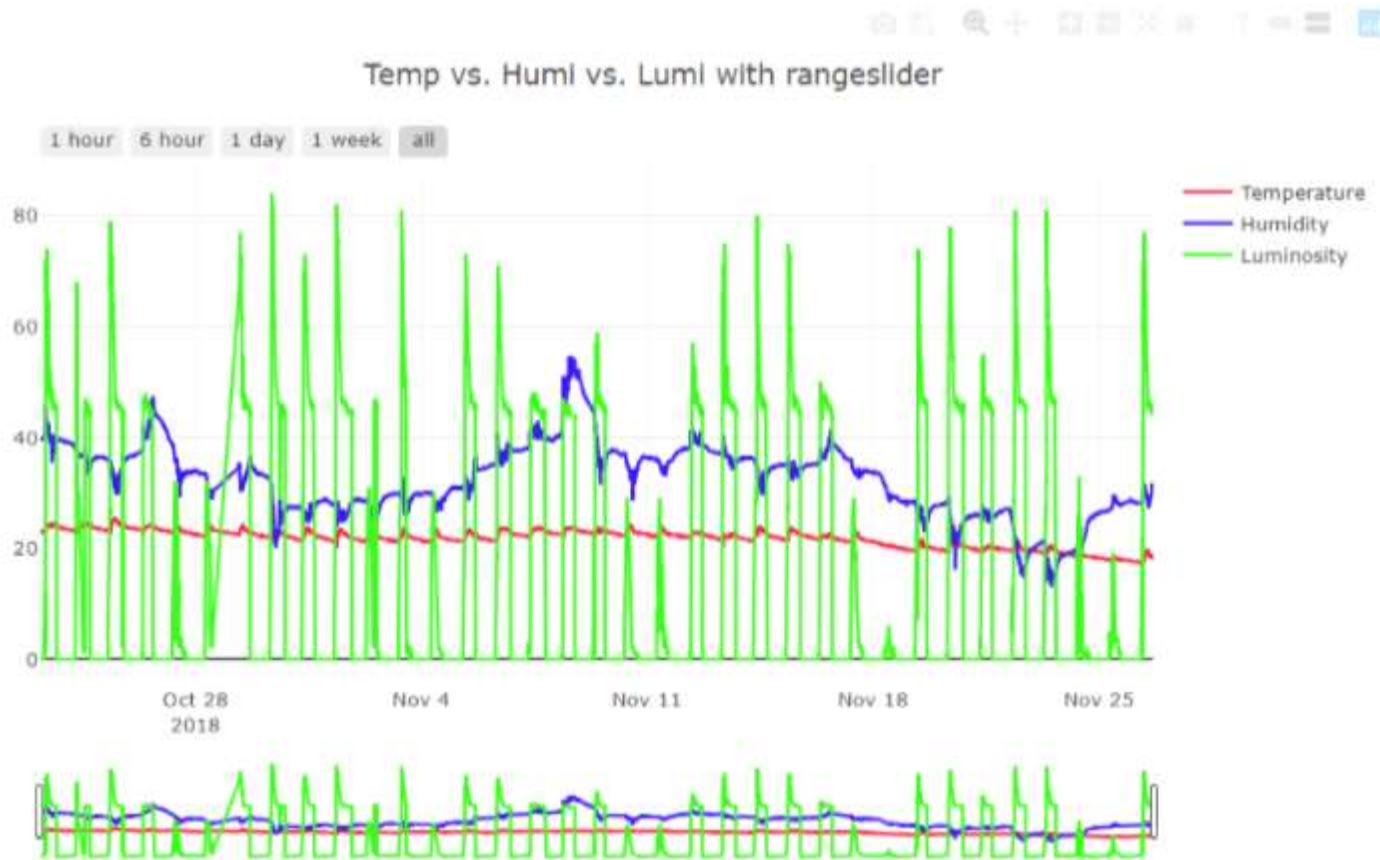 Temp vs. Humi vs. Lumi with rangeslider
1 hour 6 hour 1 day 1 week all
Temperature
Humidity
Luminosity
80
60
40
20
0
Oct 28 Nov 4 Nov 11 Nov 18 Nov 25
2018